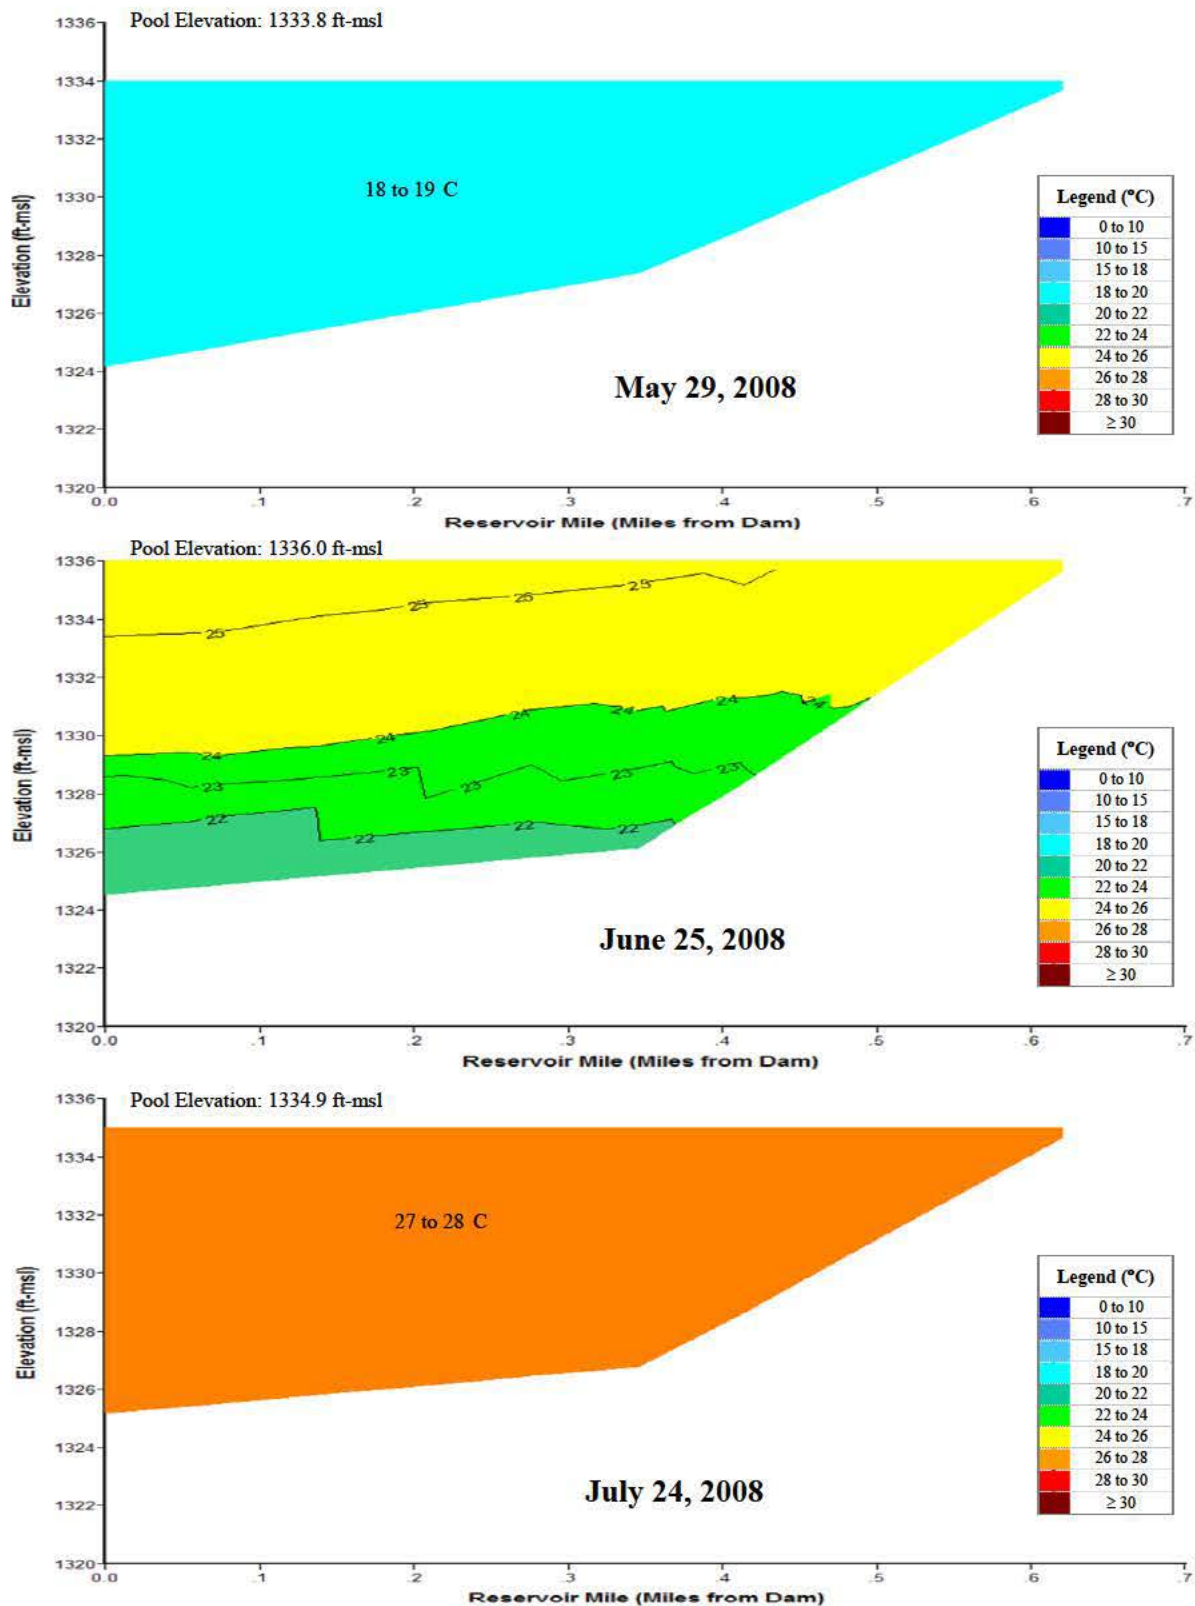 Pool Elevation: 1333.8 ft-msl
1336
1334
1332
1330
1328
1326
1324
1322
1320
Elevation (ft-msl)
18 to 19 C
May 29, 2008
Legend (°C)
0 to 10
10 to 15
15 to 18
18 to 20
20 to 22
22 to 24
24 to 26
26 to 28
28 to 30
≥ 30
0.0 .1 .2 .3 .4 .5 .6 .7
Reservoir Mile (Miles from Dam)
Pool Elevation: 1336.0 ft-msl
1336
1334
1332
1330
1328
1326
1324
1322
1320
Elevation (ft-msl)
25 25 25 25
24 24 24 24 24 24
23 23 23 23 23
22 22 22 22
June 25, 2008
Legend (°C)
0 to 10
10 to 15
15 to 18
18 to 20
20 to 22
22 to 24
24 to 26
26 to 28
28 to 30
≥ 30
0.0 .1 .2 .3 .4 .5 .6 .7
Reservoir Mile (Miles from Dam)
Pool Elevation: 1334.9 ft-msl
1336
1334
1332
1330
1328
1326
1324
1322
1320
Elevation (ft-msl)
27 to 28 C
July 24, 2008
Legend (°C)
0 to 10
10 to 15
15 to 18
18 to 20
20 to 22
22 to 24
24 to 26
26 to 28
28 to 30
≥ 30
0.0 .1 .2 .3 .4 .5 .6 .7
Reservoir Mile (Miles from Dam)